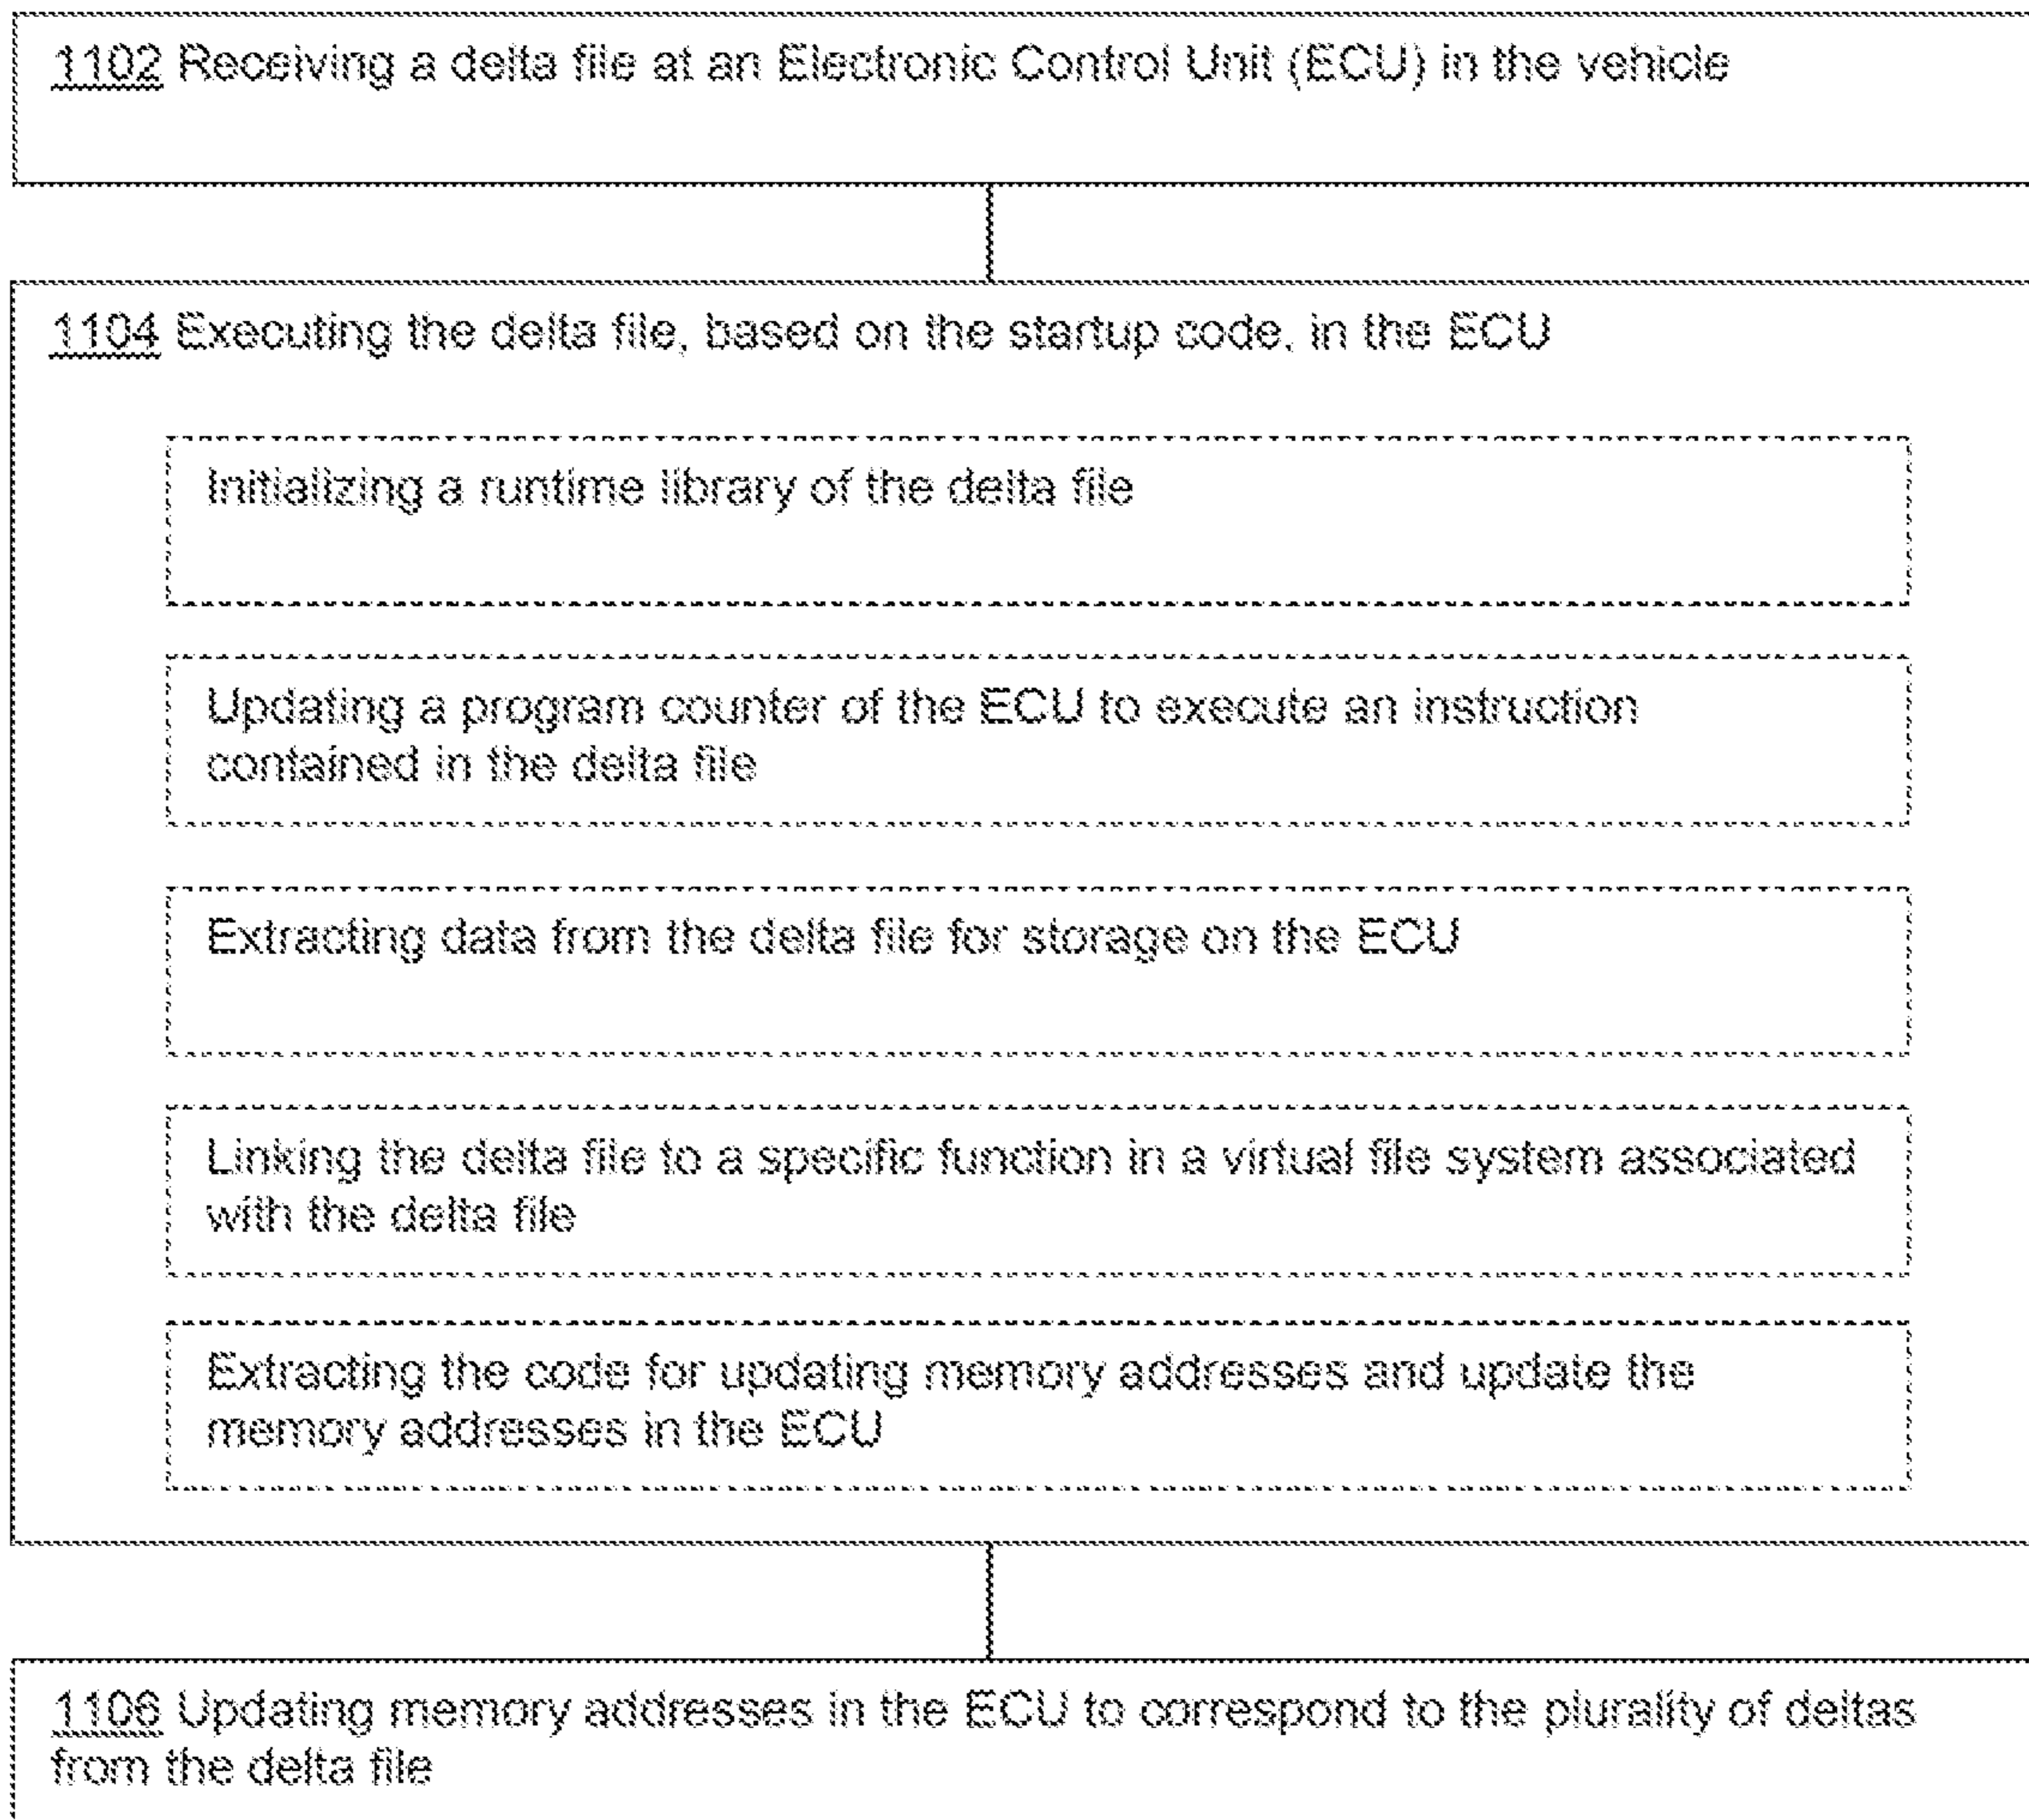 1102 Receiving a delta file at an Electronic Control Unit (ECU) in the vehicle
1104 Executing the delta file, based on the startup code, in the ECU
Initializing a runtime library of the delta file
Updating a program counter of the ECU to execute an instruction
contained in the delta file
Extracting data from the delta file for storage on the ECU
Linking the delta file to a specific function in a virtual file system associated
with the delta file
Extracting the code for updating memory addresses and update the
memory addresses in the ECU
1106 Updating memory addresses in the ECU to correspond to the plurality of deltas
from the delta file